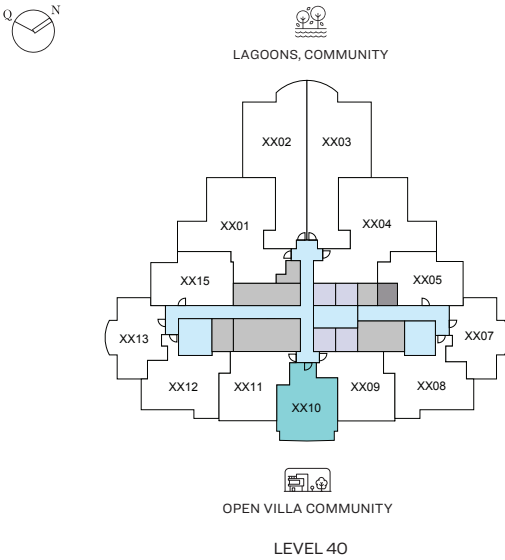 Q N
LAGOONS, COMMUNITY
XX02 XX03
XX01 XX04
XX15 XX05
XX13 XX07
XX12 XX11 XX09 XX08
XX10
OPEN VILLA COMMUNITY
LEVEL 40